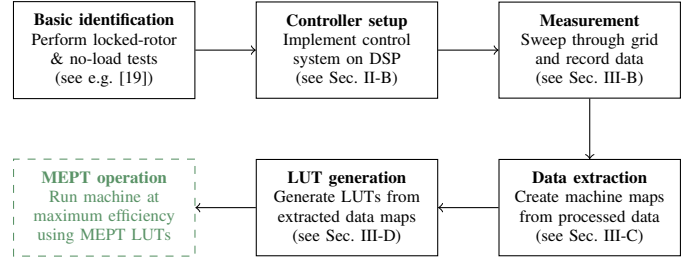 Basic identification
Perform locked-rotor
& no-load tests
(see e.g. [19])
Controller setup
Implement control
system on DSP
(see Sec. II-B)
Measurement
Sweep through grid
and record data
(see Sec. III-B)
MEPT operation
Run machine at
maximum efficiency
using MEPT LUTs
LUT generation
Generate LUTs from
extracted data maps
(see Sec. III-D)
Data extraction
Create machine maps
from processed data
(see Sec. III-C)